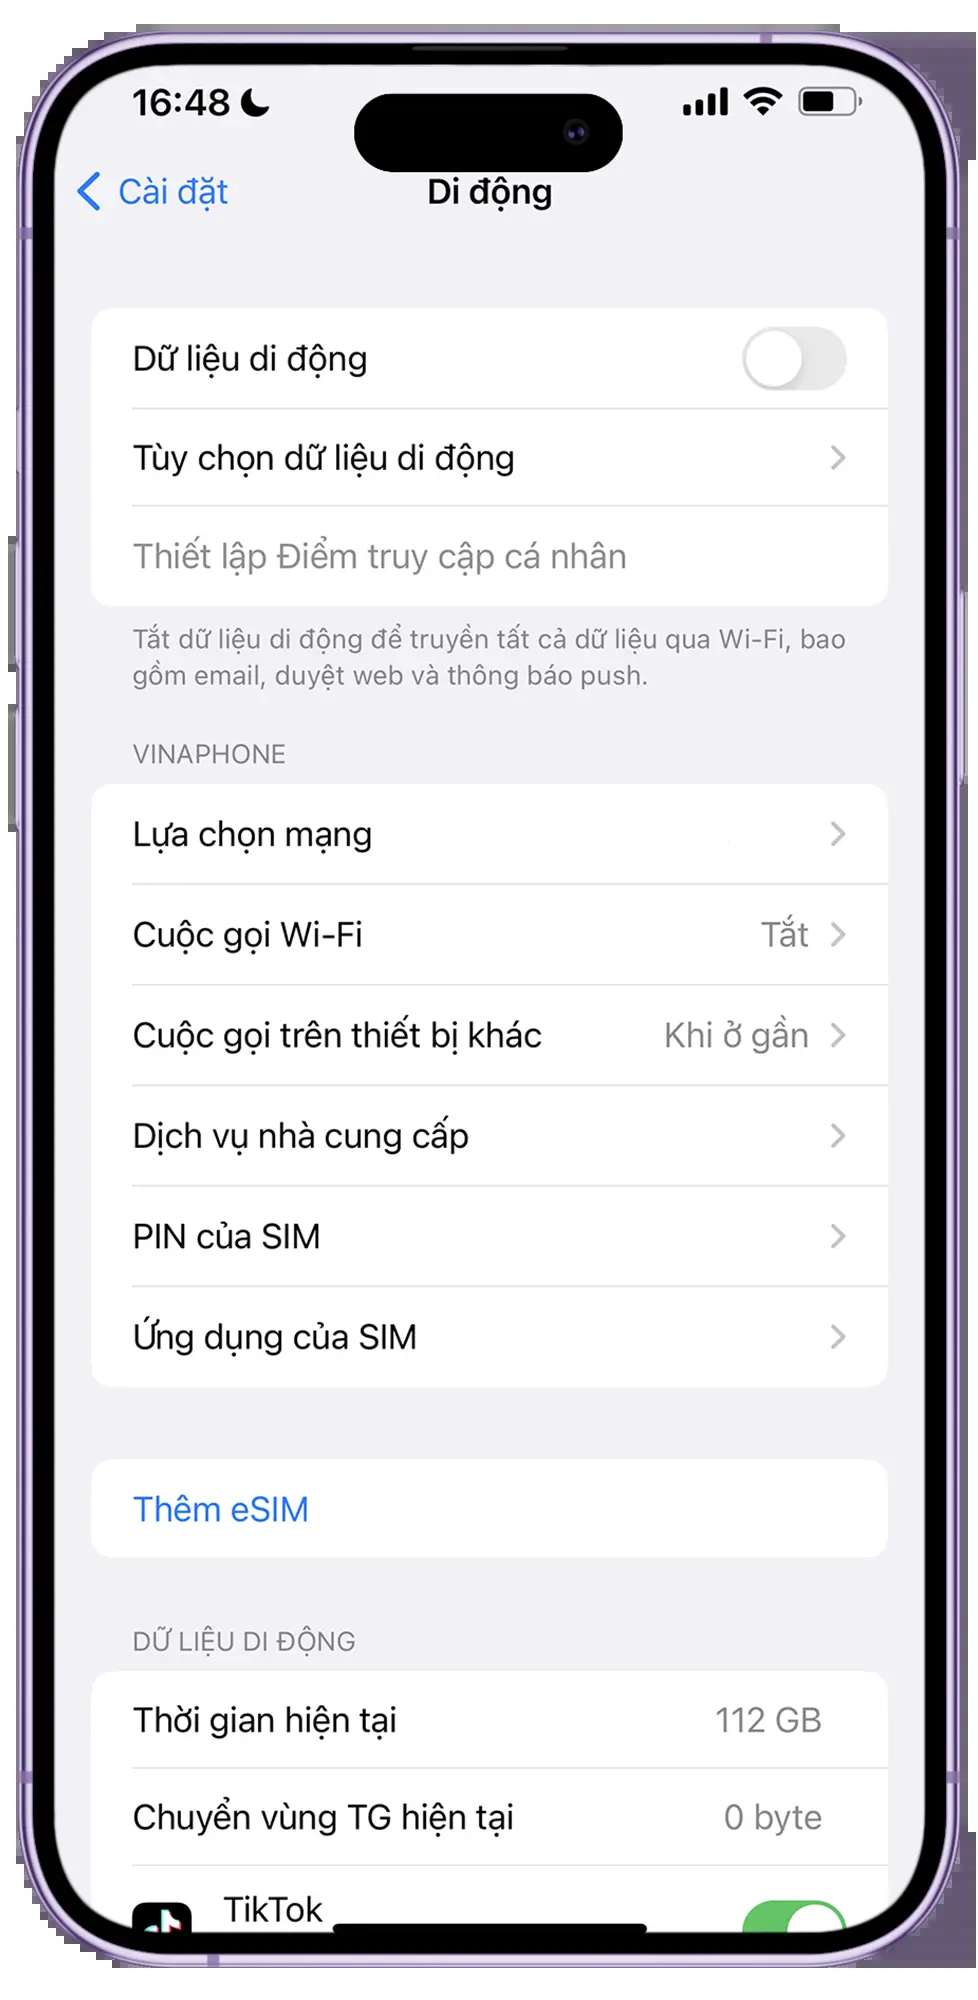 16:48
Cài đặt
Di động
Dữ liệu di động
Tùy chọn dữ liệu di động
Thiết lập Điểm truy cập cá nhân
Tắt dữ liệu di động để truyền tất cả dữ liệu qua Wi-Fi, bao
gồm email, duyệt web và thông báo push.
VINAPHONE
Lựa chọn mạng
Cuộc gọi Wi-Fi Tắt
Cuộc gọi trên thiết bị khác Khi ở gần
Dịch vụ nhà cung cấp
PIN của SIM
Ứng dụng của SIM
Thêm eSIM
DỮ LIỆU DI ĐỘNG
Thời gian hiện tại 112 GB
Chuyển vùng TG hiện tại 0 byte
TikTok